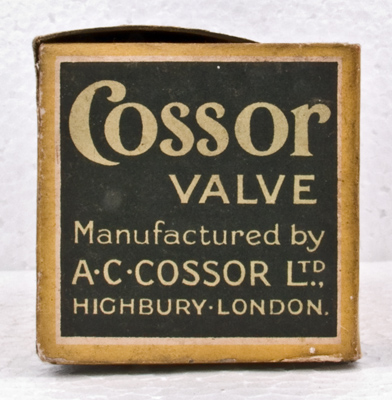 Cossor
VALVE
Manufactured by
A·C·COSSOR LTD.,
HIGHBURY·LONDON.